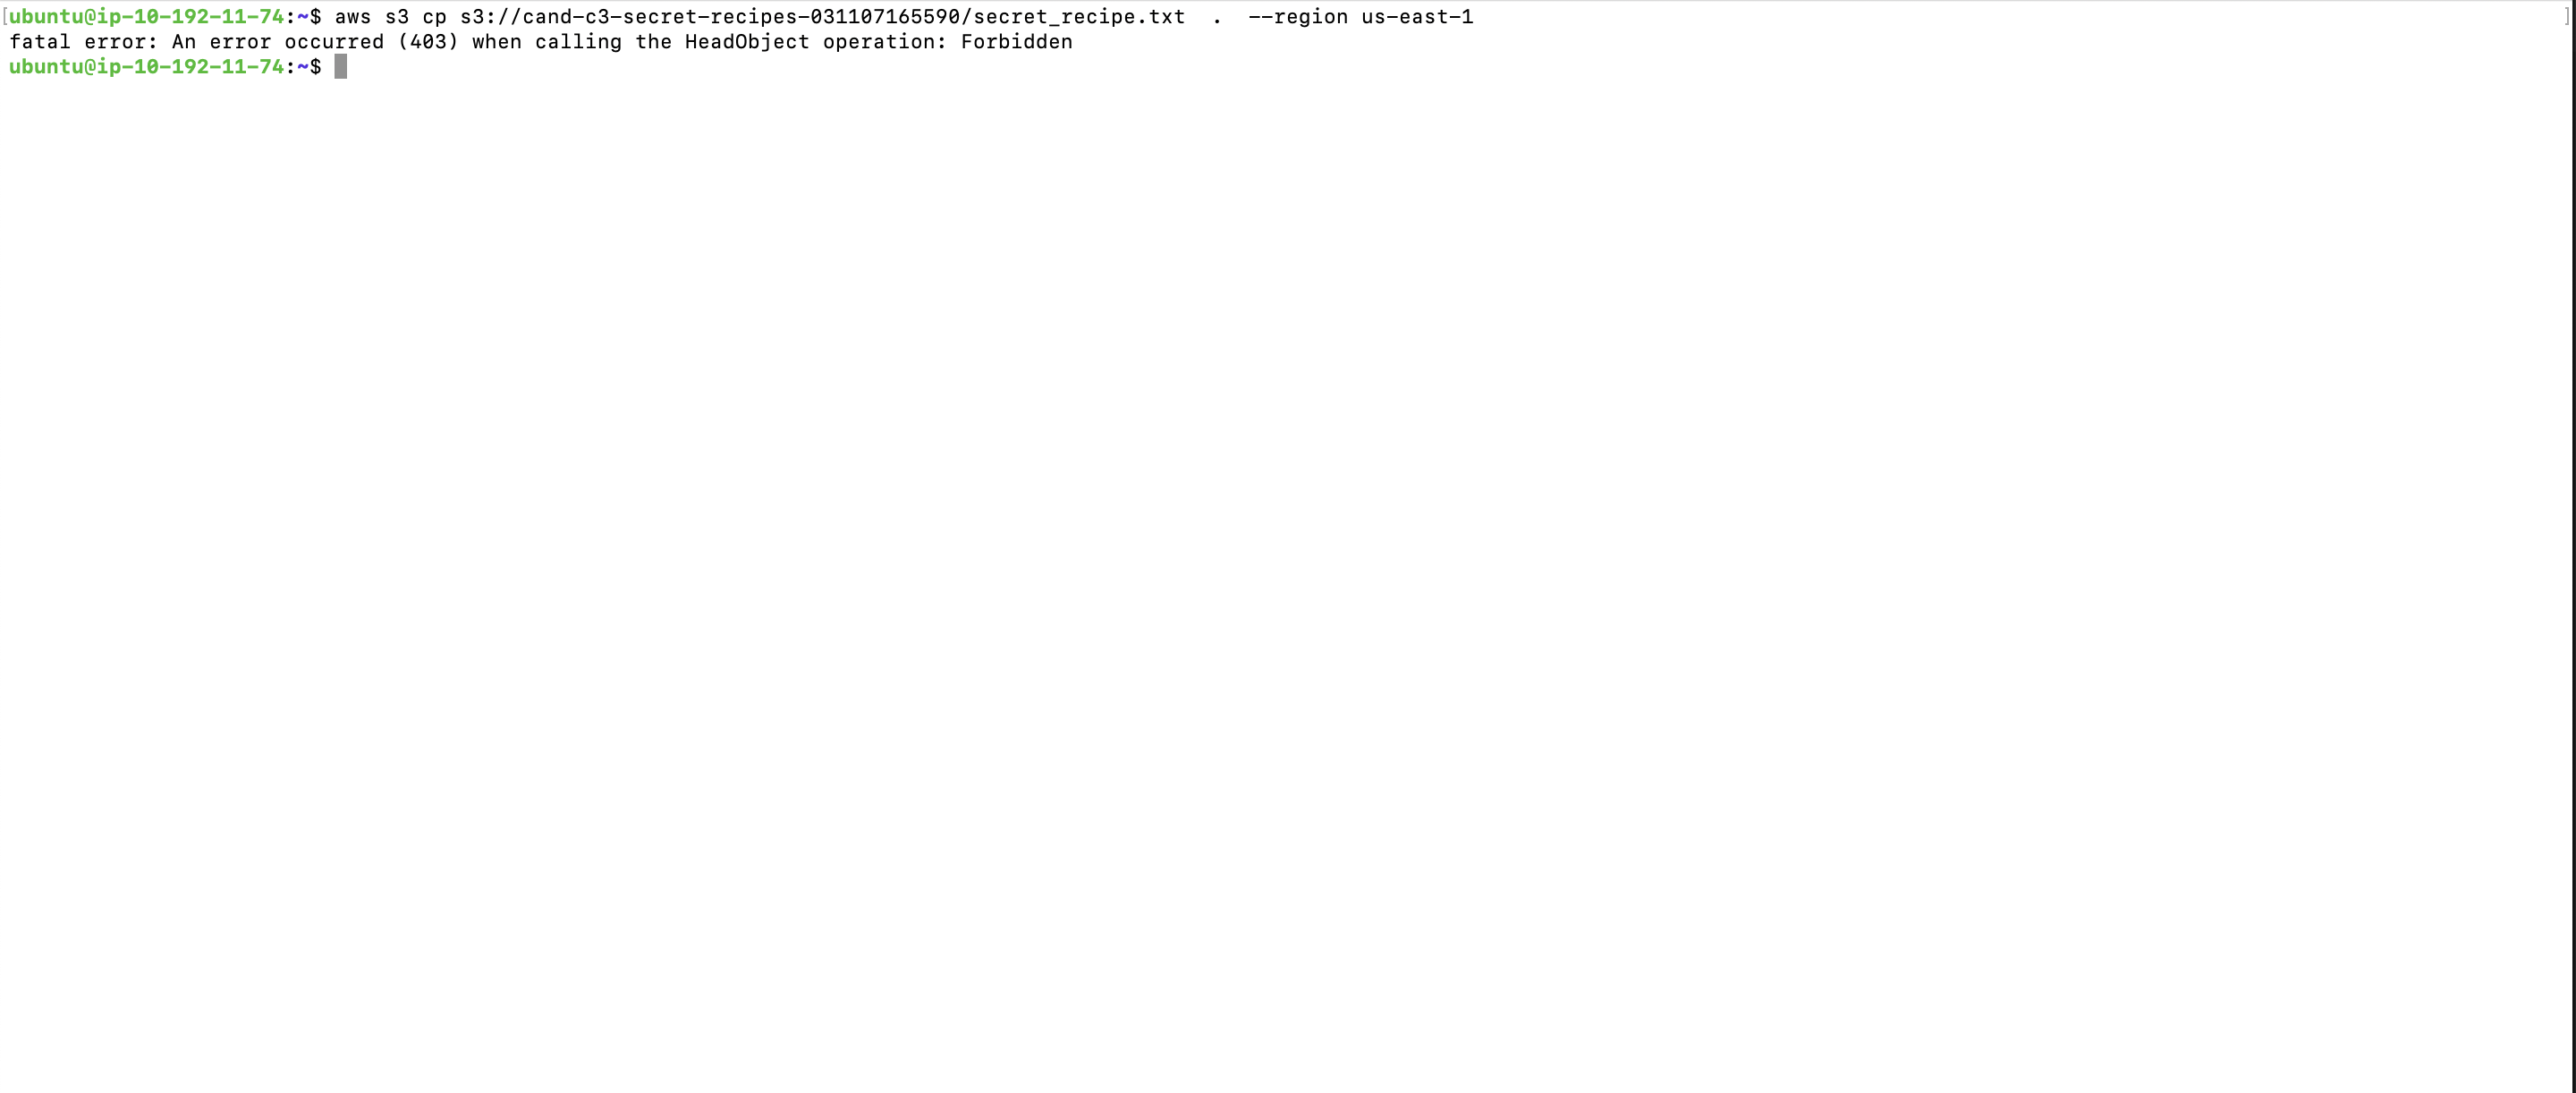 [ubuntu@ip-10-192-11-74:~$ aws s3 cp s3://cand-c3-secret-recipes-031107165590/secret_recipe.txt  .  --region us-east-1 ]
fatal error: An error occurred (403) when calling the HeadObject operation: Forbidden
ubuntu@ip-10-192-11-74:~$